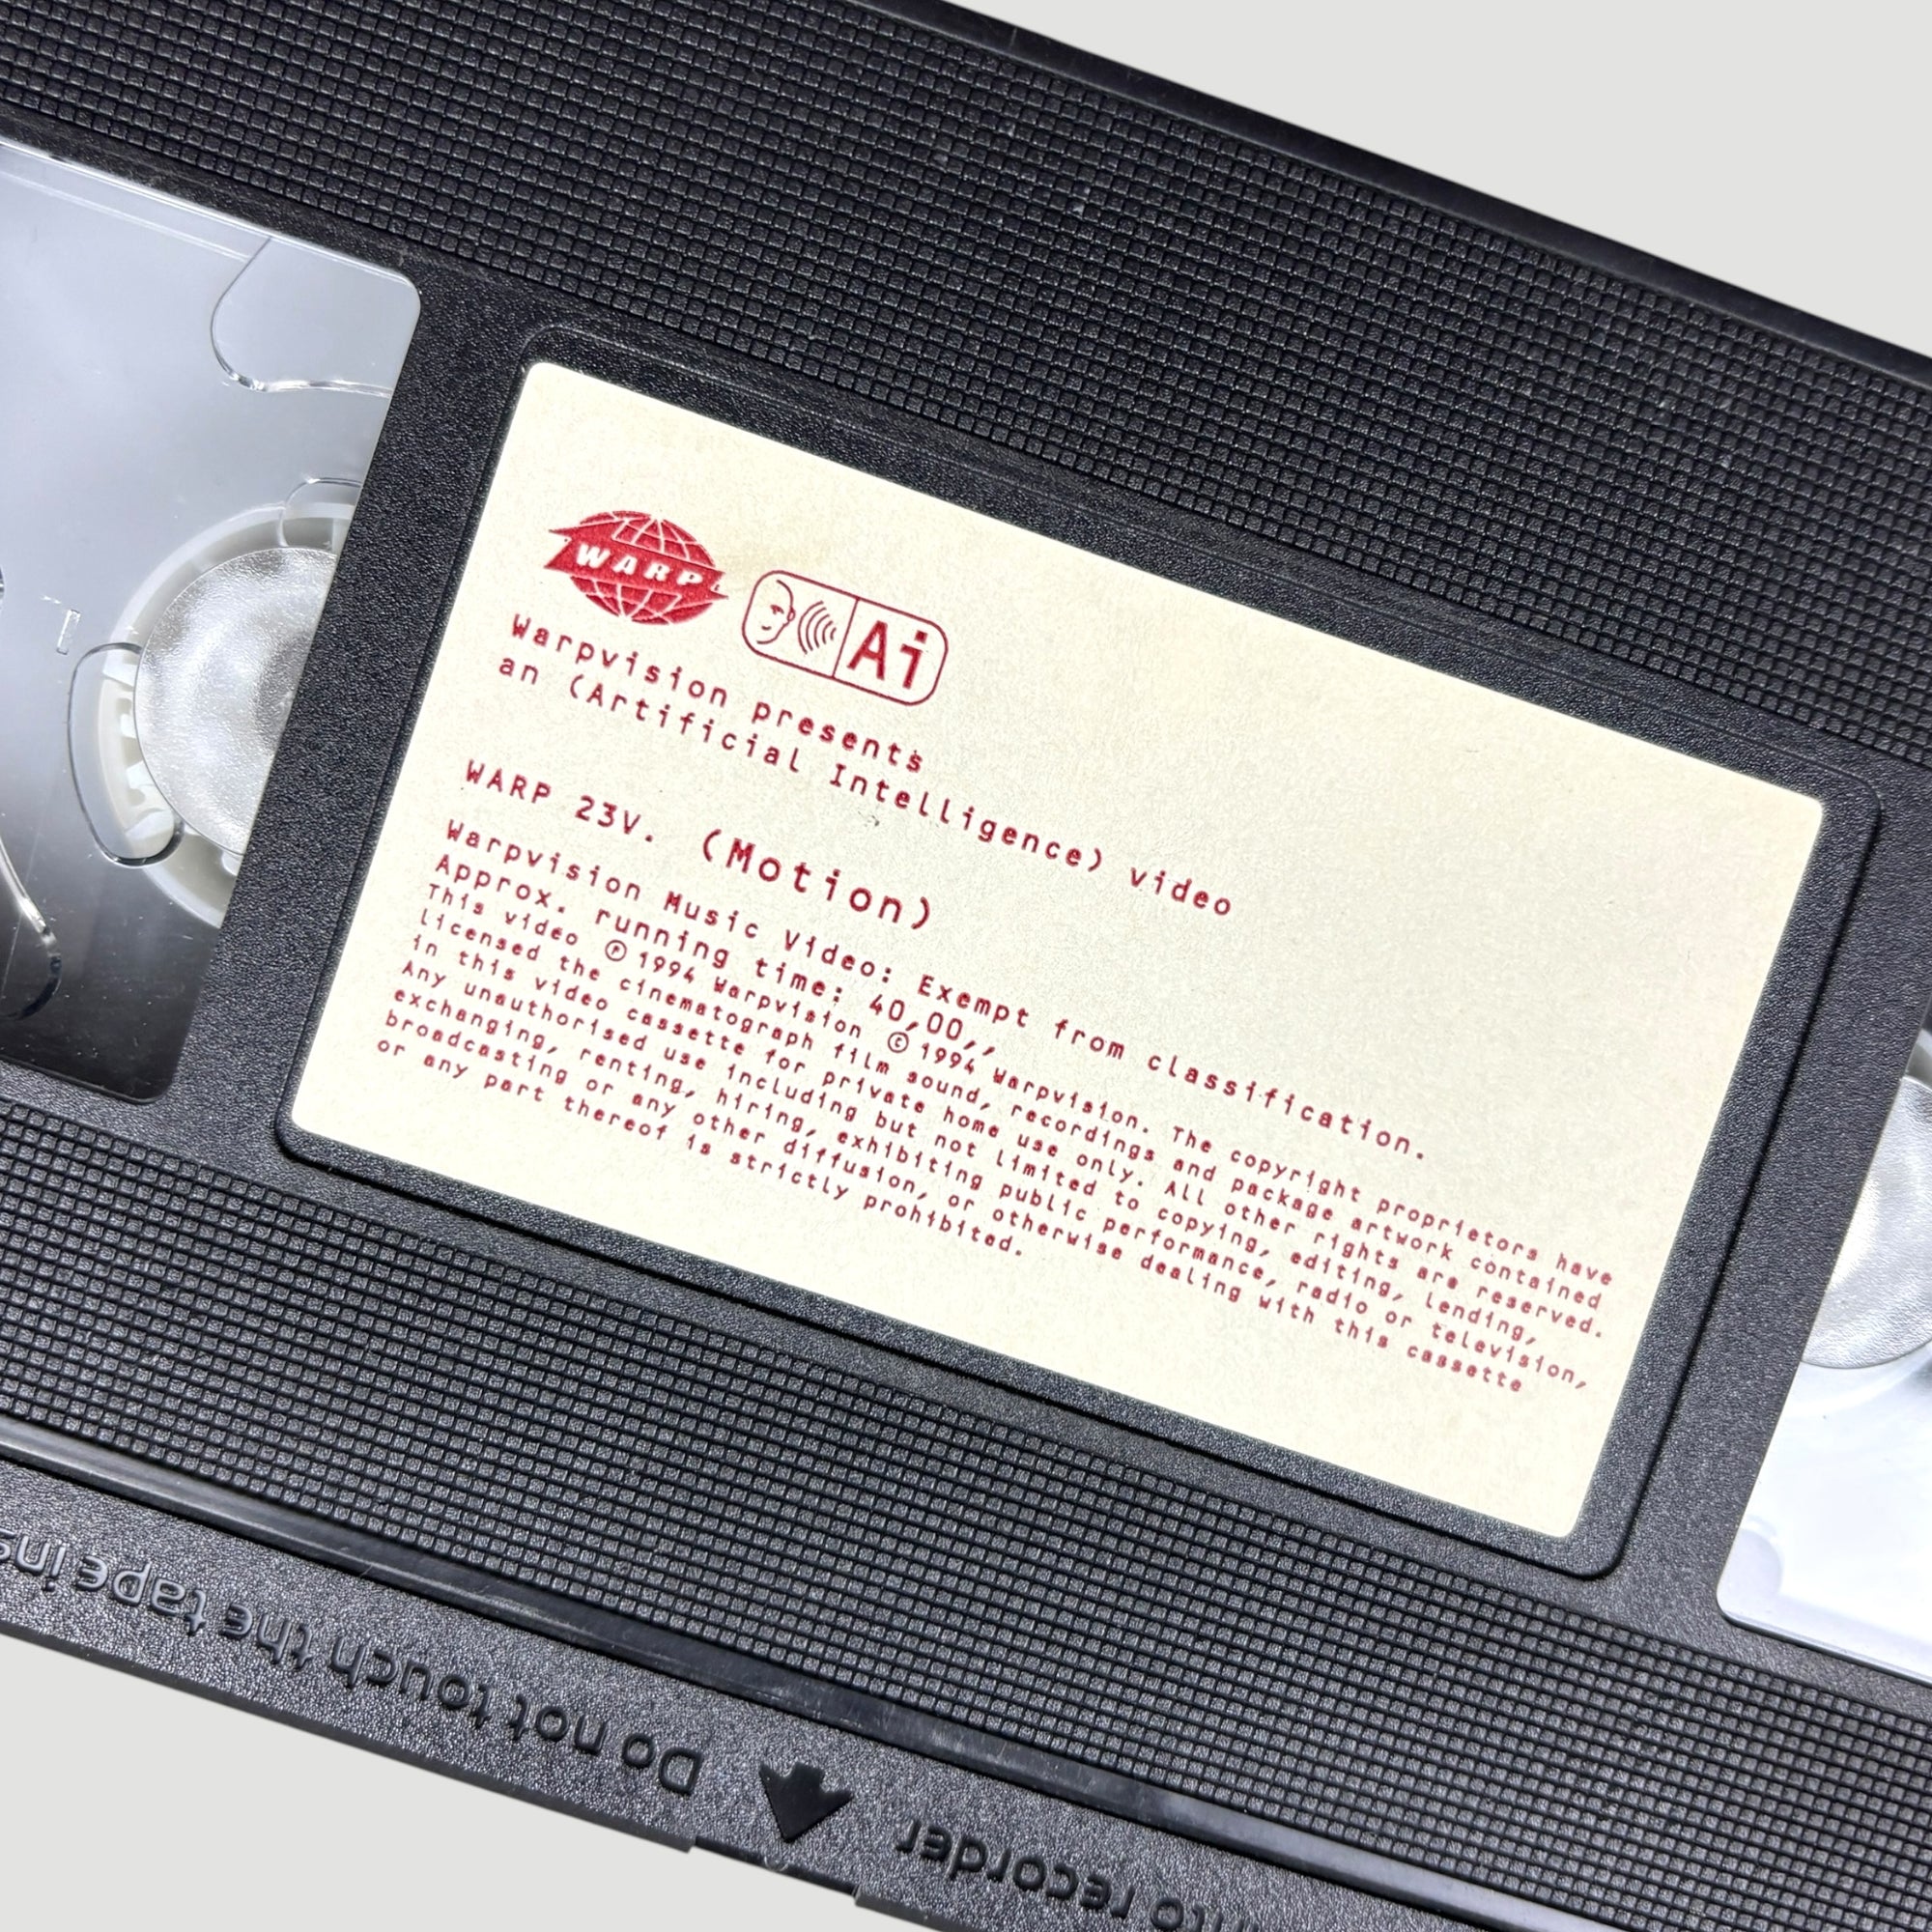 WARP
Ai
Warpvision presents
an (Artificial Intelligence) video
WARP 23V. (Motion)
Warpvision Music Video: Exempt from classification.
Approx. running time: 40,00,,
This video ℗ 1994 Warpvision © 1994 Warpvision. The copyright proprietors have
licensed the cinematograph film sound, recordings and package artwork contained
in this video cassette for private home use only. All other rights are reserved.
Any unauthorised use including but not limited to copying, editing, lending,
exchanging, renting, hiring, exhibiting public performance, radio or television,
broadcasting or any other diffusion, or otherwise dealing with this cassette
or any part thereof is strictly prohibited.
to recorder
Do not touch the tape